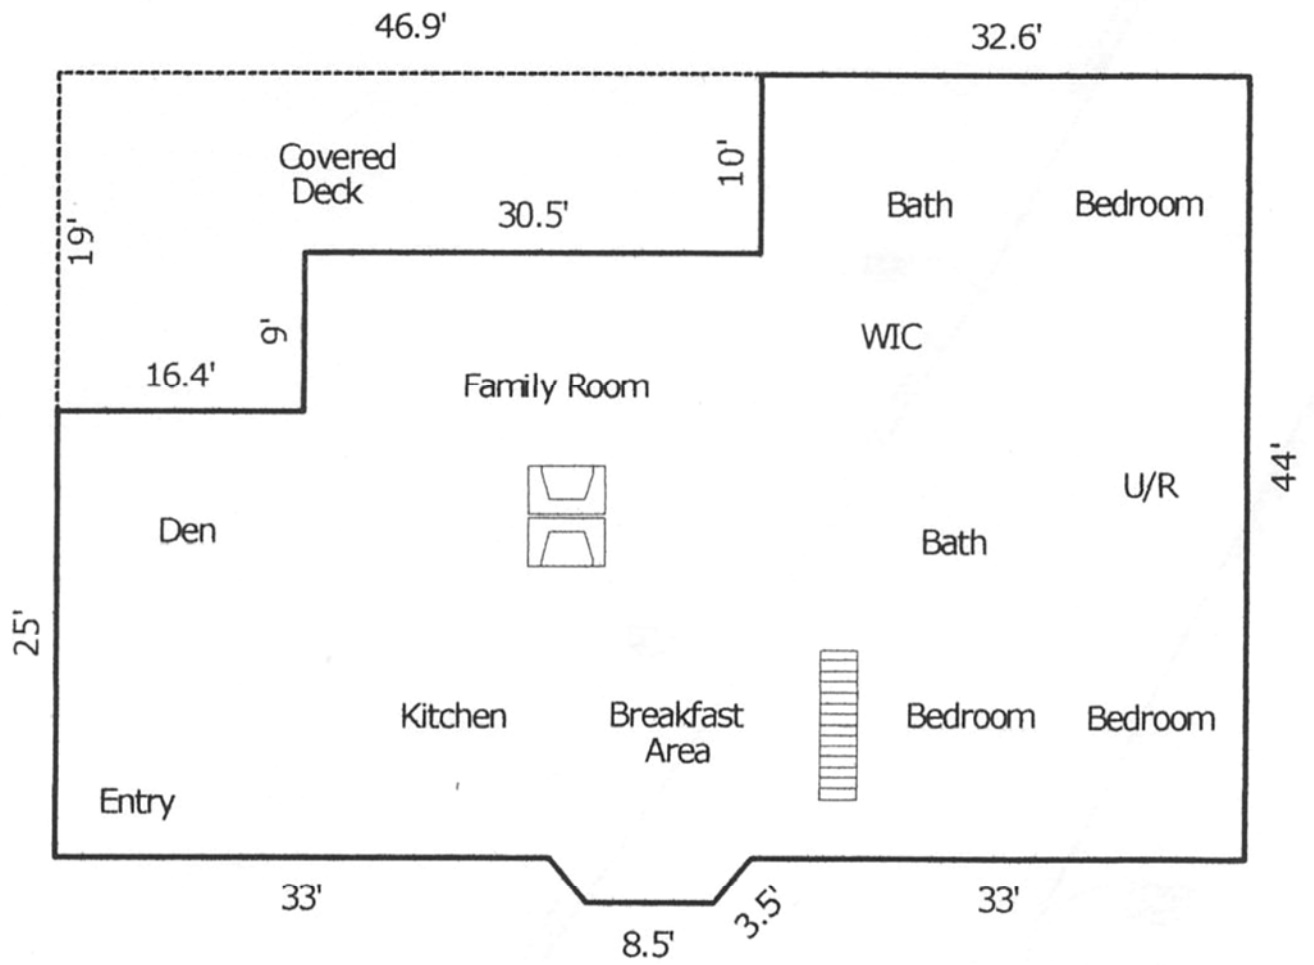 46.9'
32.6'
Covered
Deck
10'
30.5'
Bath
Bedroom
19'
9'
WIC
16.4'
Family Room
44'
U/R
Den
Bath
25'
Kitchen
Breakfast
Area
Bedroom
Bedroom
Entry
33'
3.5'
33'
8.5'